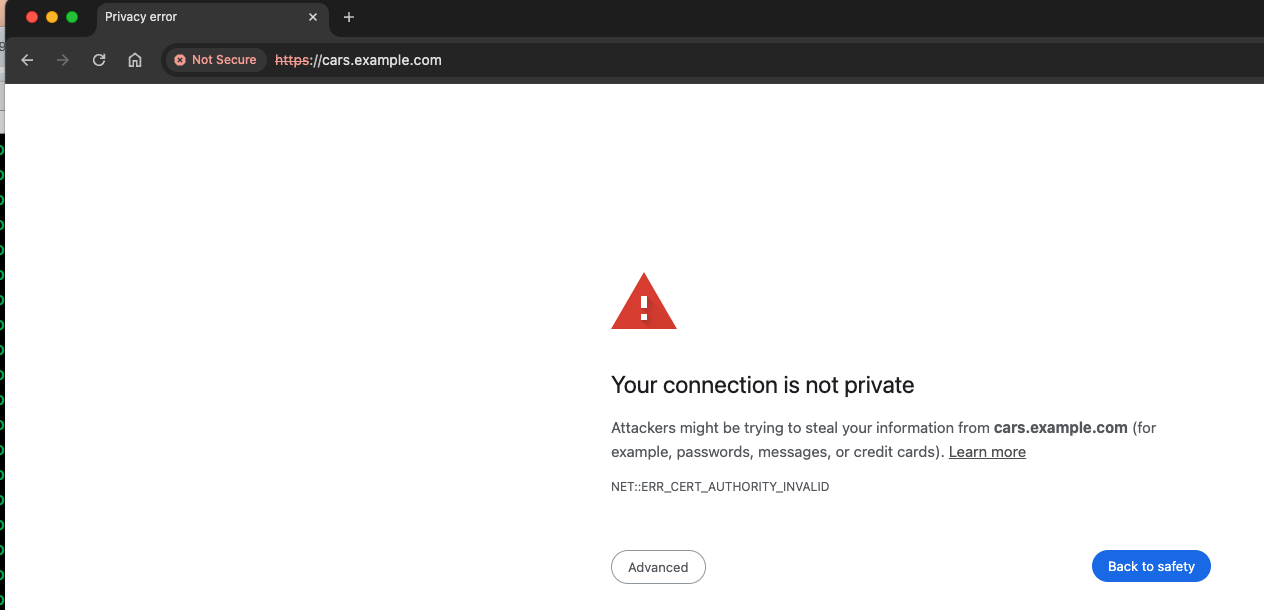 Privacy error
Not Secure https://cars.example.com
Your connection is not private
Attackers might be trying to steal your information from cars.example.com (for
example, passwords, messages, or credit cards). Learn more
NET::ERR_CERT_AUTHORITY_INVALID
Advanced Back to safety